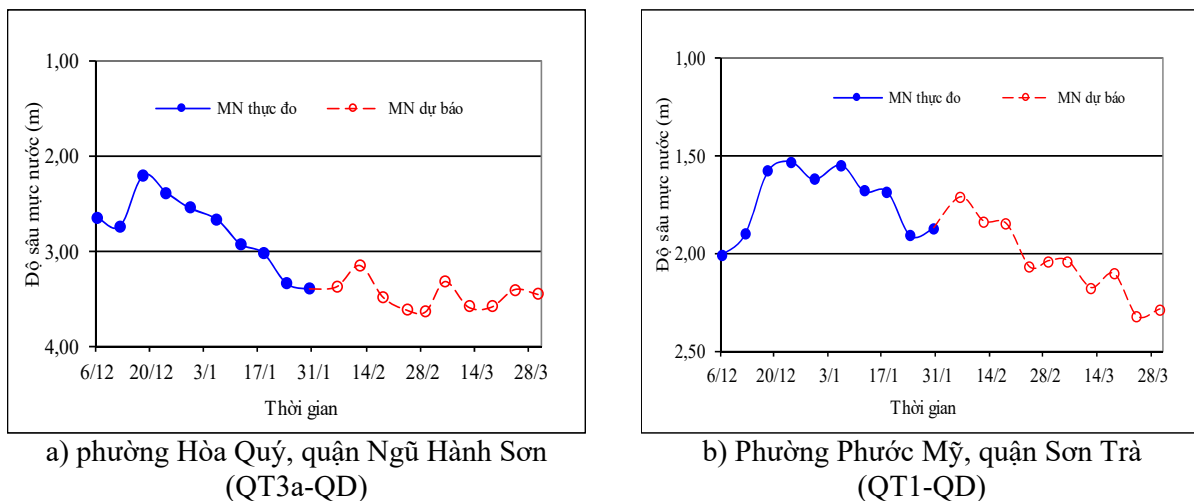 1,00
2,00
3,00
4,00
Độ sâu mực nước (m)
MN thực đo
MN dự báo
6/12 20/12 3/1 17/1 31/1 14/2 28/2 14/3 28/3
Thời gian
a) phường Hòa Quý, quận Ngũ Hành Sơn
(QT3a-QD)
1,00
1,50
2,00
2,50
Độ sâu mực nước (m)
MN thực đo
MN dự báo
6/12 20/12 3/1 17/1 31/1 14/2 28/2 14/3 28/3
Thời gian
b) Phường Phước Mỹ, quận Sơn Trà
(QT1-QD)